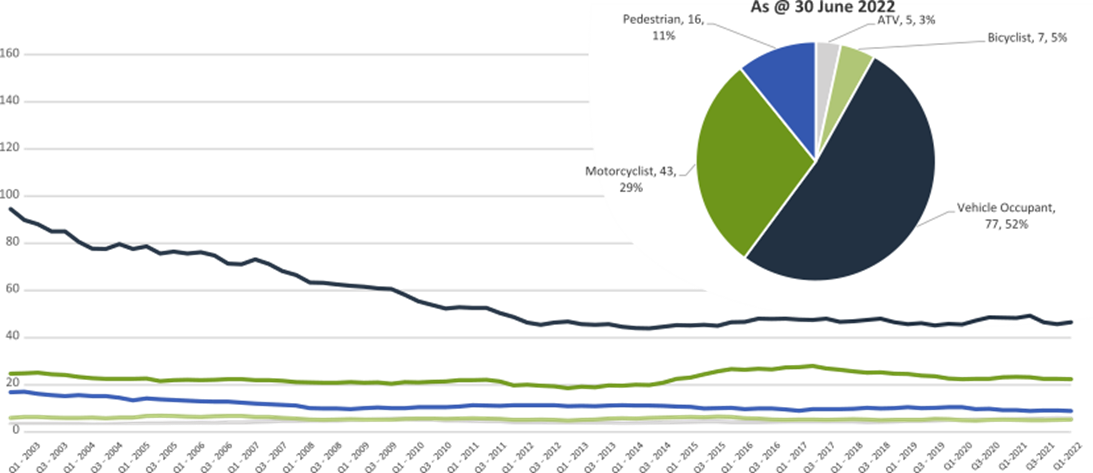 As @ 30 June 2022
Pedestrian, 16,
11%
ATV, 5, 3%
Bicyclist, 7, 5%
Motorcyclist, 43,
29%
Vehicle Occupant,
77, 52%
160
140
120
100
80
60
40
20
0
Q1 - 2003
Q3 - 2003
Q1 - 2004
Q3 - 2004
Q1 - 2005
Q3 - 2005
Q1 - 2006
Q3 - 2006
Q1 - 2007
Q3 - 2007
Q1 - 2008
Q3 - 2008
Q1 - 2009
Q3 - 2009
Q1 - 2010
Q3 - 2010
Q1 - 2011
Q3 - 2011
Q1 - 2012
Q3 - 2012
Q1 - 2013
Q3 - 2013
Q1 - 2014
Q3 - 2014
Q1 - 2015
Q3 - 2015
Q1 - 2016
Q3 - 2016
Q1 - 2017
Q3 - 2017
Q1 - 2018
Q3 - 2018
Q1 - 2019
Q3 - 2019
Q1 - 2020
Q3 - 2020
Q1 - 2021
Q3 - 2021
Q1 - 2022